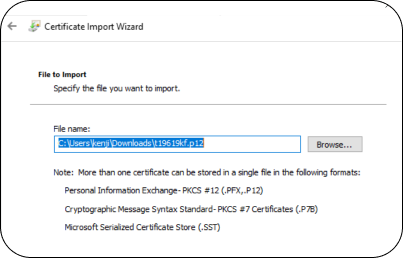 Certificate Import Wizard
File to Import
Specify the file you want to import.
File name:
C:\Users\kenji\Downloads\t19619kf.p12
Browse...
Note: More than one certificate can be stored in a single file in the following formats:
Personal Information Exchange- PKCS #12 (.PFX,.P12)
Cryptographic Message Syntax Standard- PKCS #7 Certificates (.P7B)
Microsoft Serialized Certificate Store (.SST)